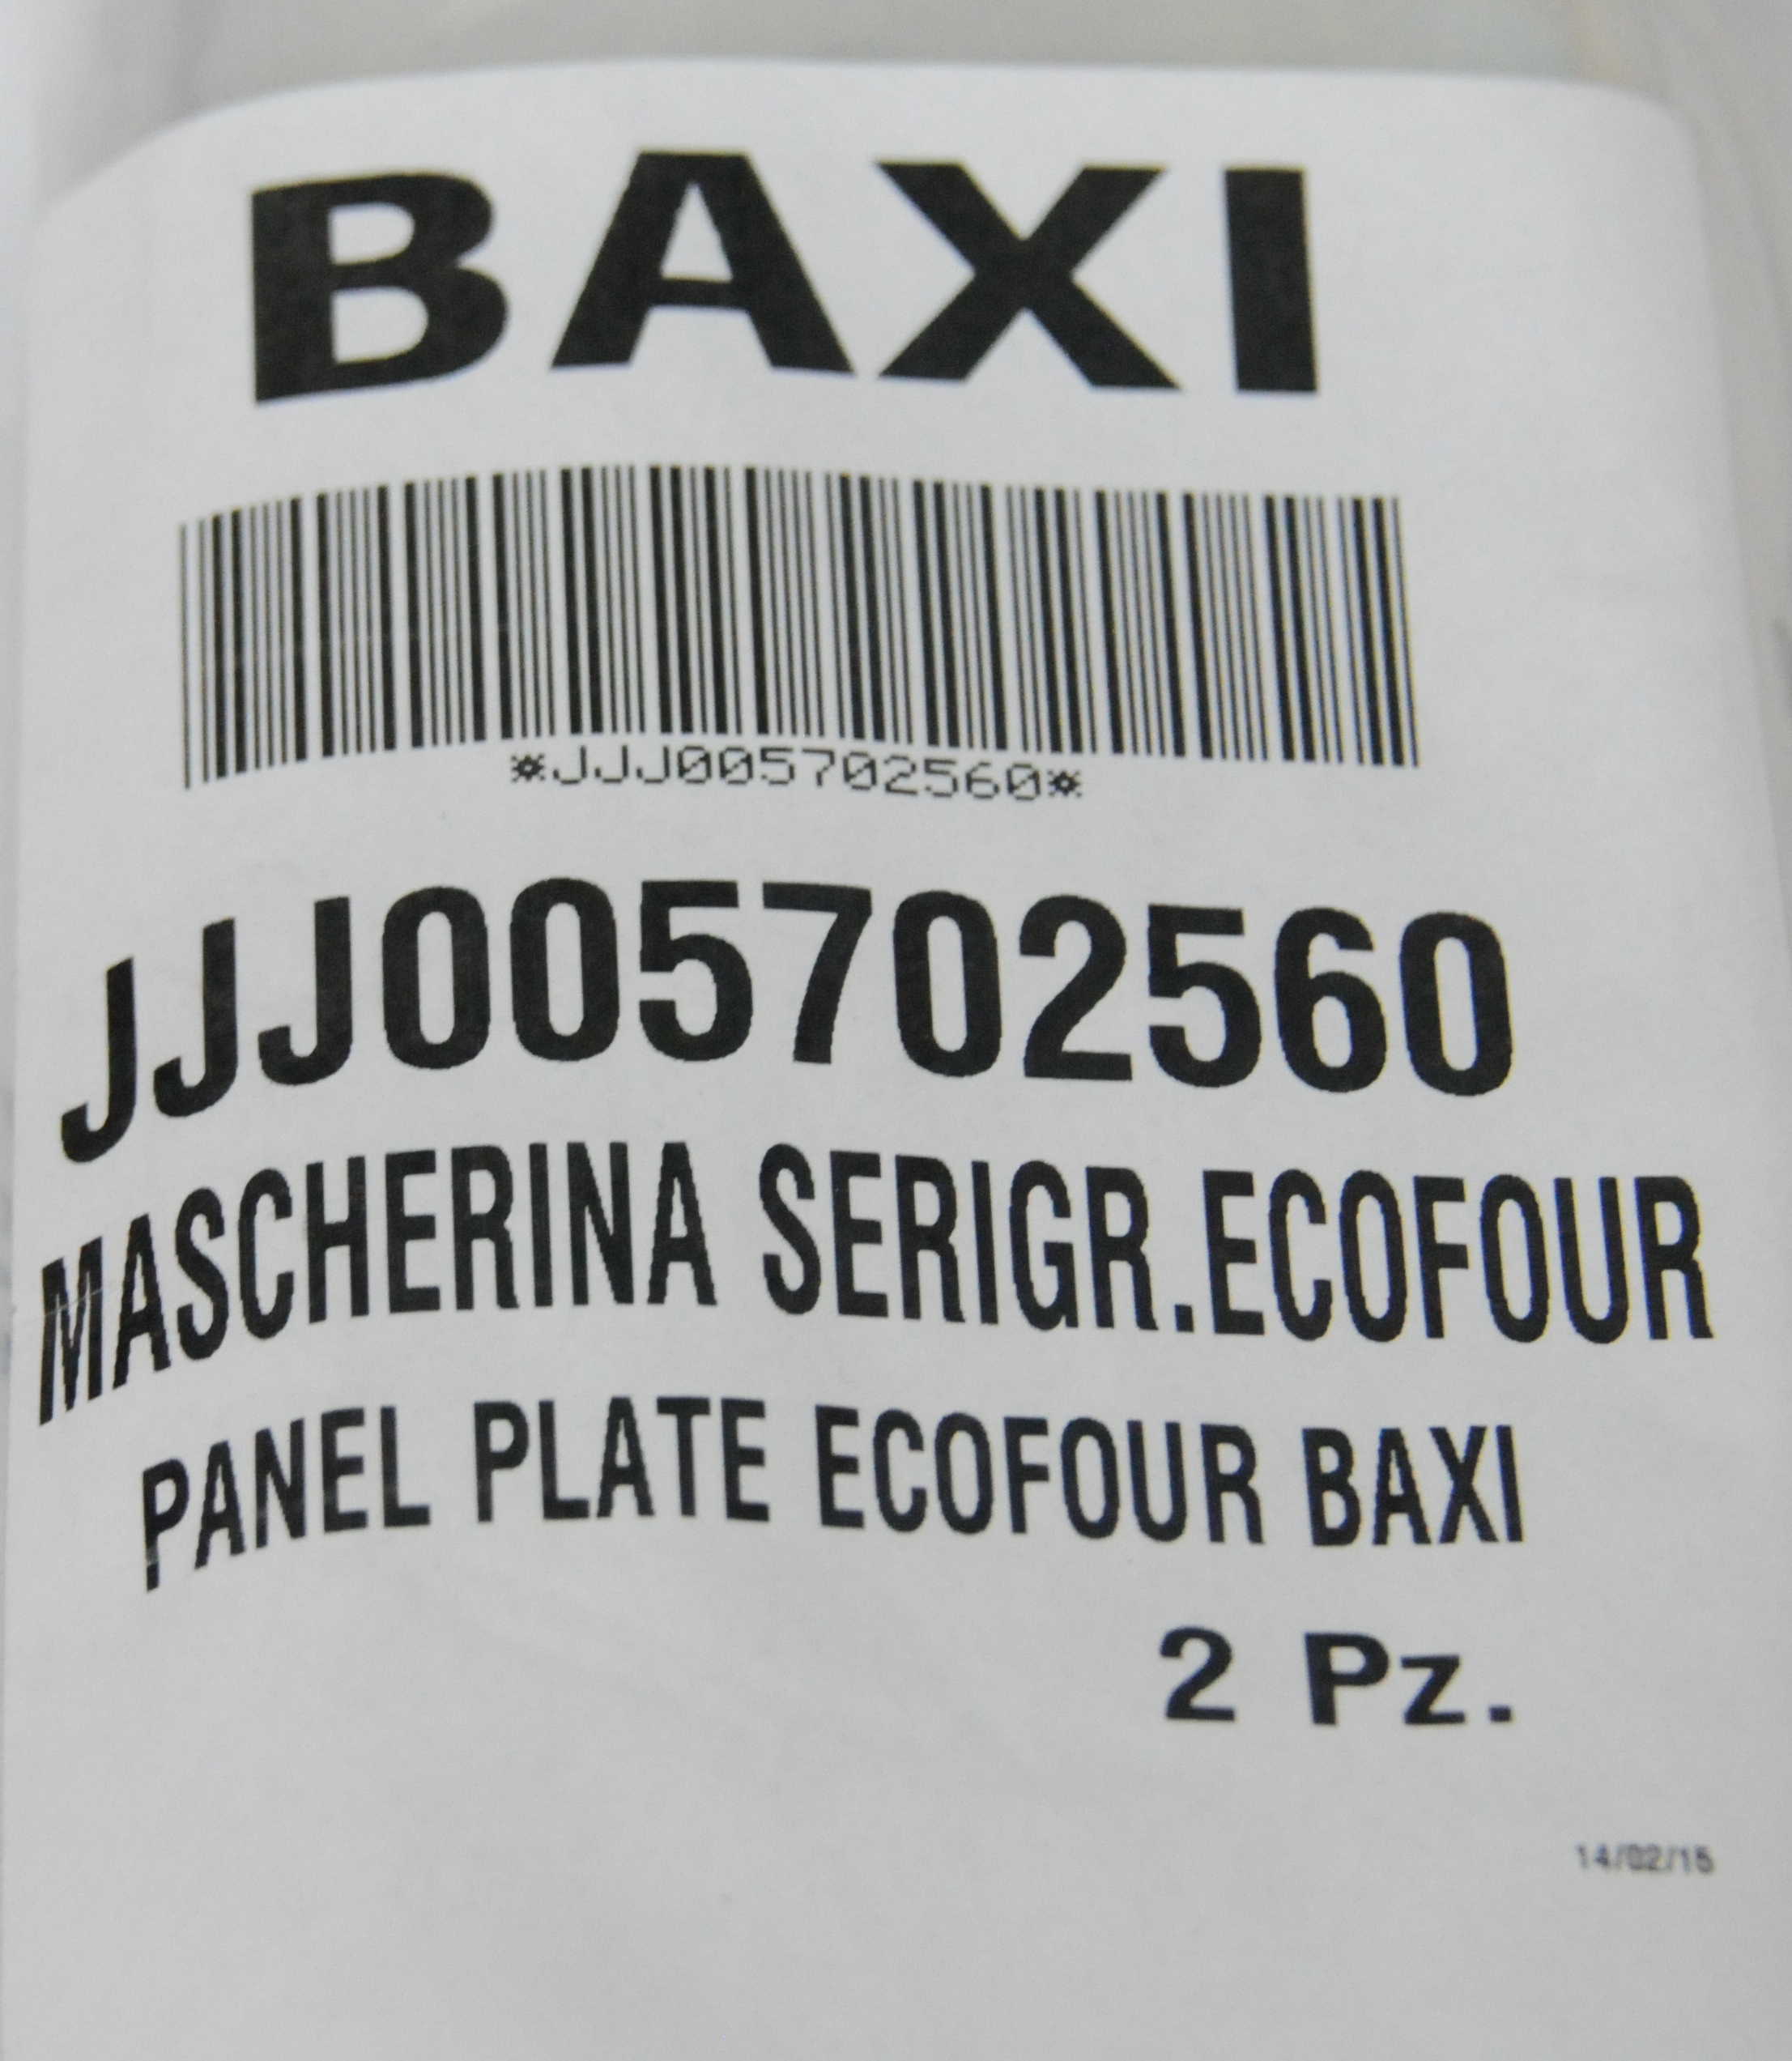 BAXI
*JJJ005702560*
JJJ005702560
MASCHERINA SERIGR.ECOFOUR
PANEL PLATE ECOFOUR BAXI
2 Pz.
14/02/15